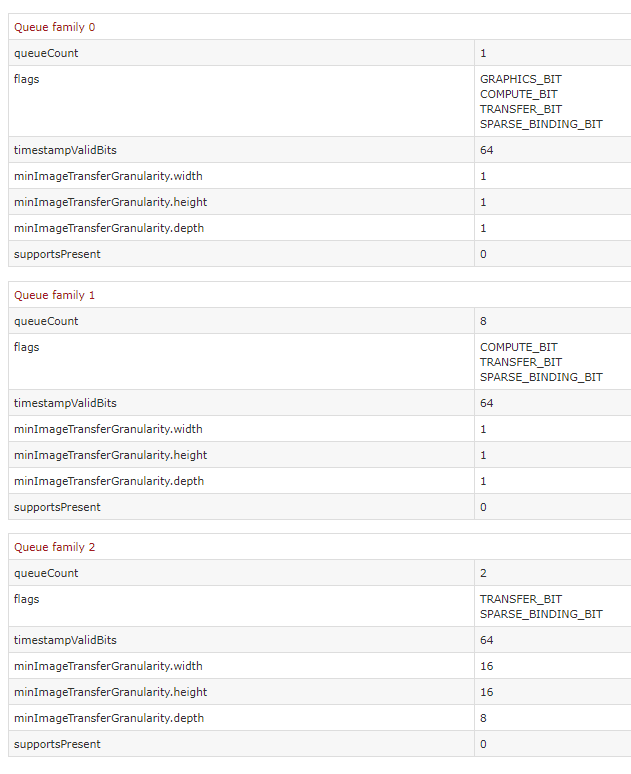 Queue family 0
queueCount 1
flags GRAPHICS_BIT
COMPUTE_BIT
TRANSFER_BIT
SPARSE_BINDING_BIT
timestampValidBits 64
minImageTransferGranularity.width 1
minImageTransferGranularity.height 1
minImageTransferGranularity.depth 1
supportsPresent 0
Queue family 1
queueCount 8
flags COMPUTE_BIT
TRANSFER_BIT
SPARSE_BINDING_BIT
timestampValidBits 64
minImageTransferGranularity.width 1
minImageTransferGranularity.height 1
minImageTransferGranularity.depth 1
supportsPresent 0
Queue family 2
queueCount 2
flags TRANSFER_BIT
SPARSE_BINDING_BIT
timestampValidBits 64
minImageTransferGranularity.width 16
minImageTransferGranularity.height 16
minImageTransferGranularity.depth 8
supportsPresent 0